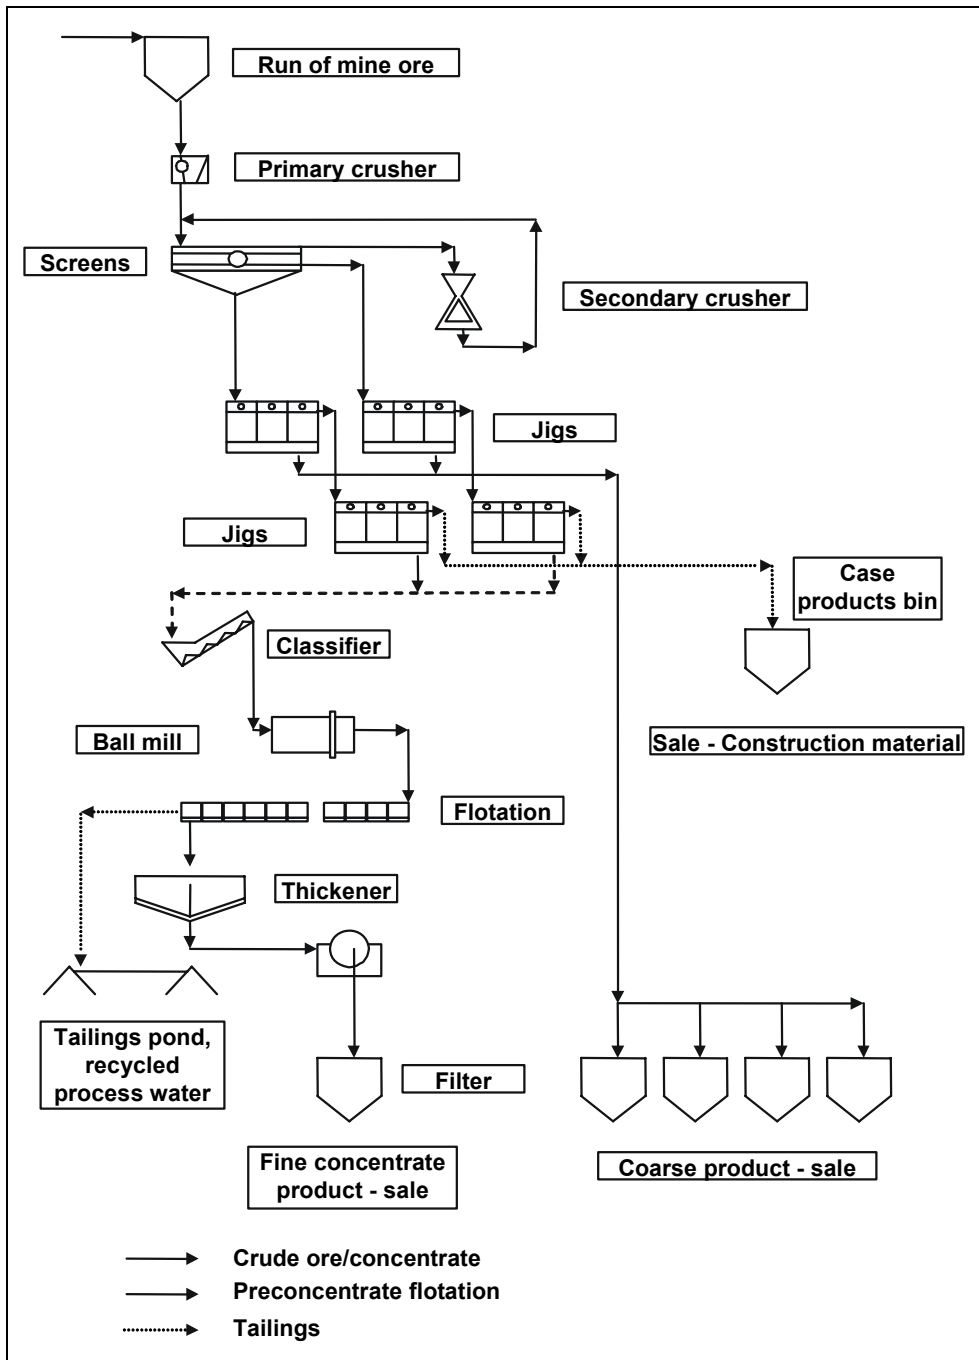 Run of mine ore
Primary crusher
Screens
Secondary crusher
Jigs
Jigs
Case
products bin
Classifier
Ball mill
Sale - Construction material
Flotation
Thickener
Tailings pond,
recycled
process water
Filter
Fine concentrate
product - sale
Coarse product - sale
Crude ore/concentrate
Preconcentrate flotation
Tailings